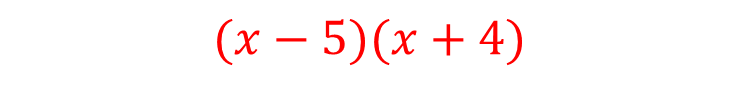 (x − 5)(x + 4)